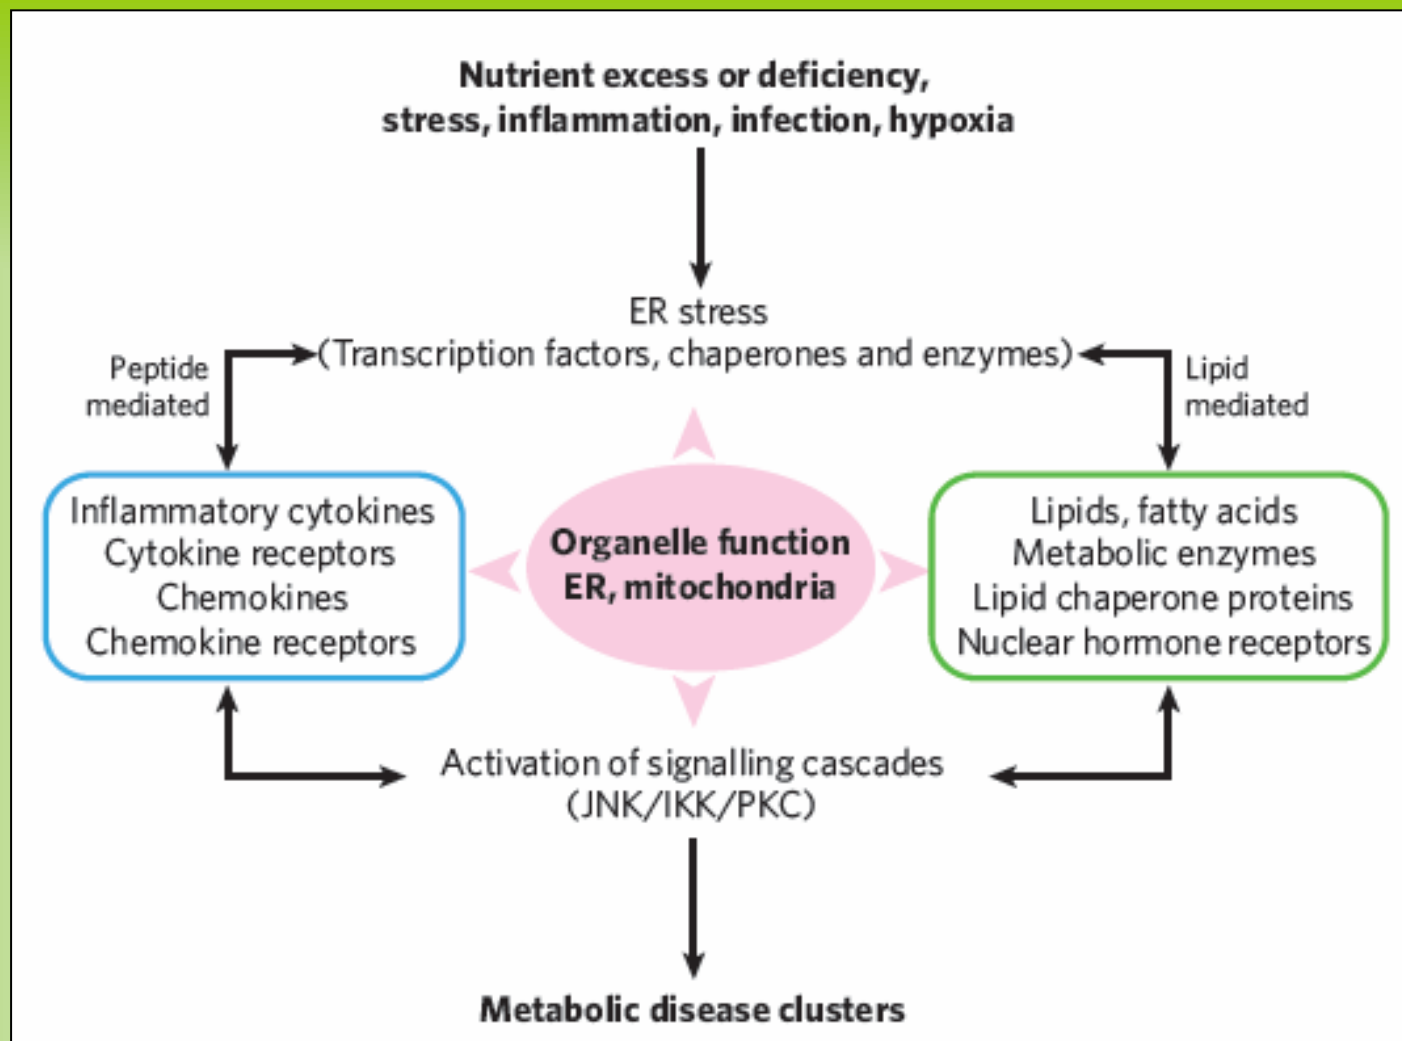 Nutrient excess or deficiency,
stress, inflammation, infection, hypoxia
ER stress
(Transcription factors, chaperones and enzymes)
Peptide
mediated
Lipid
mediated
Inflammatory cytokines
Cytokine receptors
Chemokines
Chemokine receptors
Organelle function
ER, mitochondria
Lipids, fatty acids
Metabolic enzymes
Lipid chaperone proteins
Nuclear hormone receptors
Activation of signalling cascades
(JNK/IKK/PKC)
Metabolic disease clusters